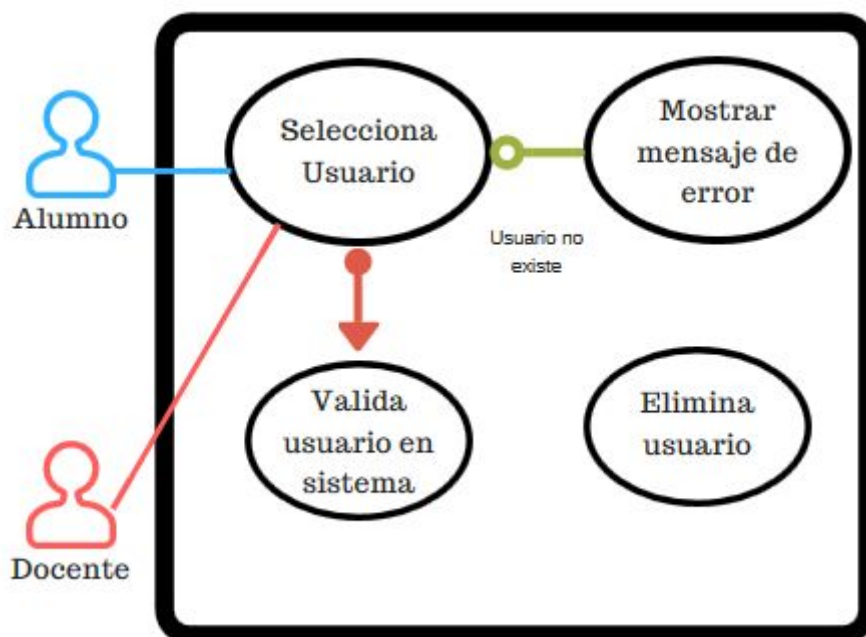 Selecciona
Usuario
Mostrar
mensaje de
error
Alumno
Usuario no
existe
Valida
usuario en
sistema
Elimina
usuario
Docente